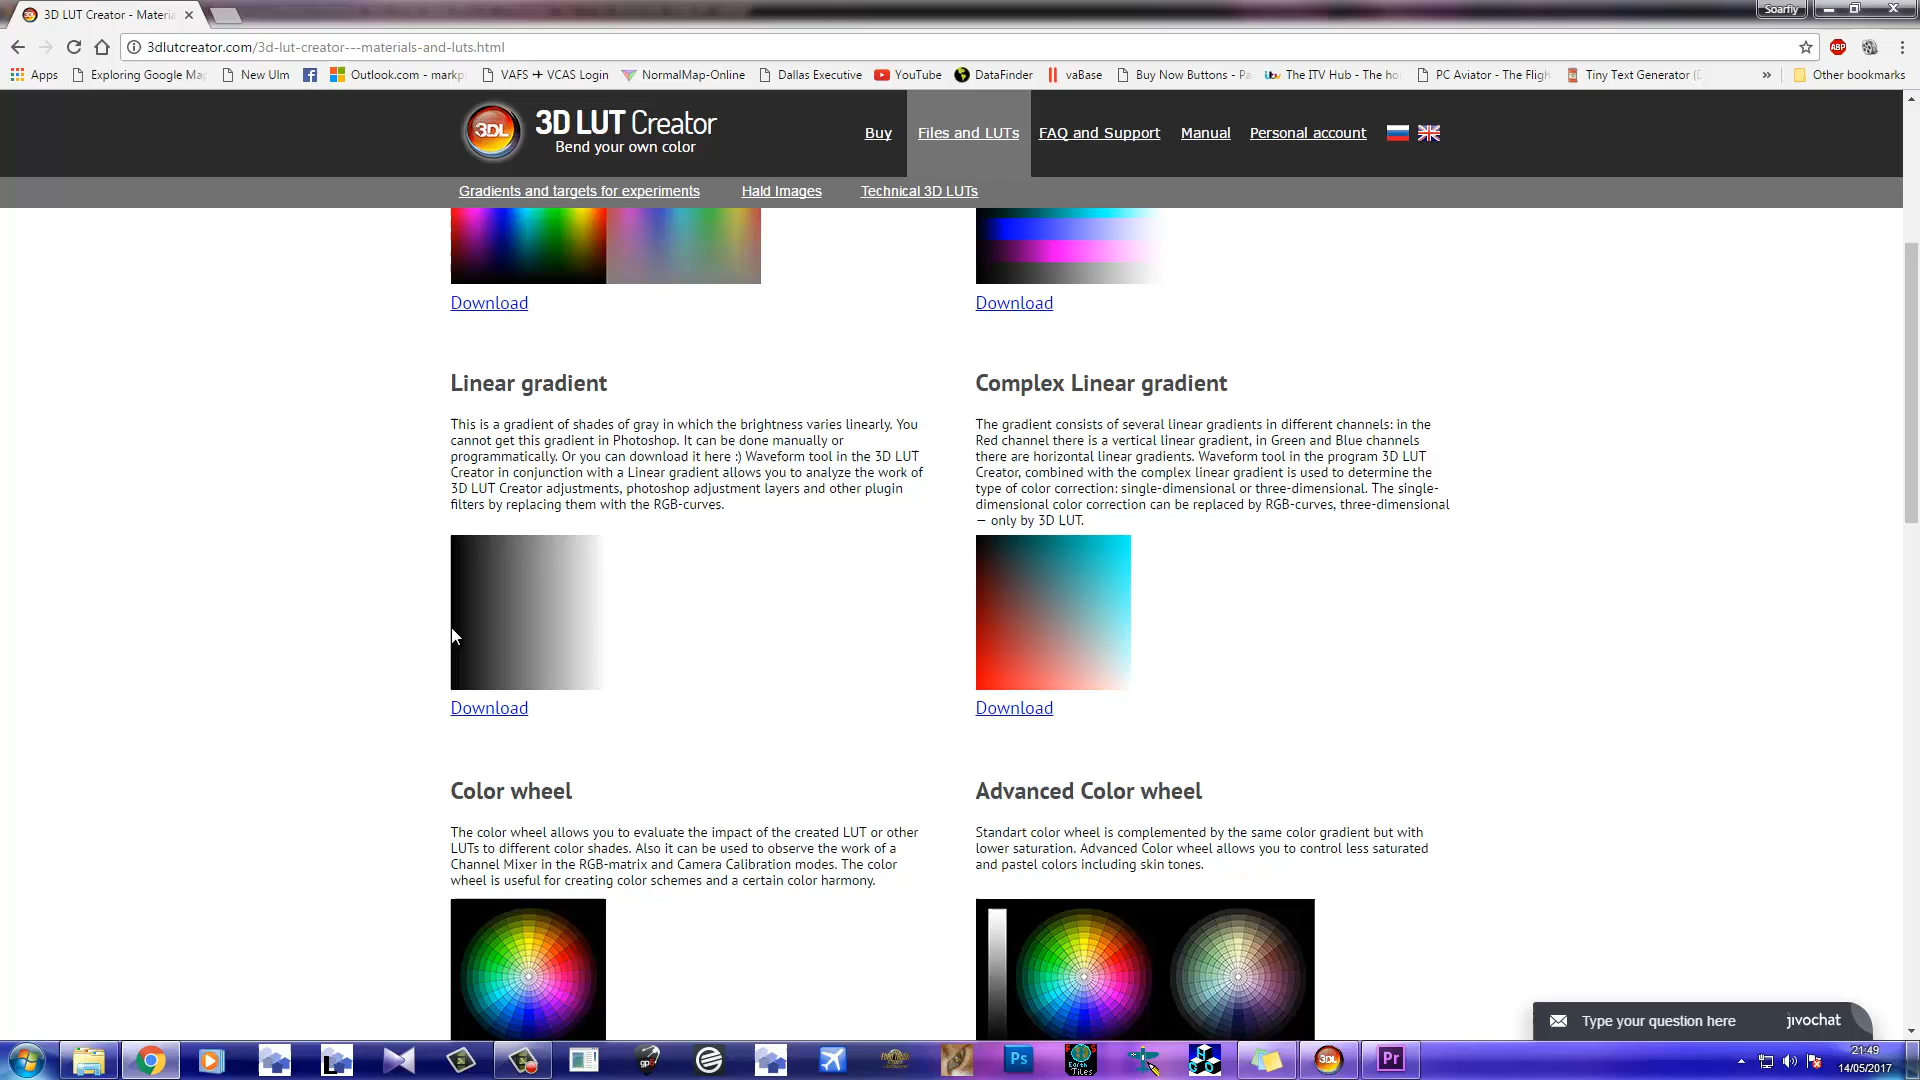 3D LUT Creator - Materia
Soarfly
3dlutcreator.com/3d-lut-creator---materials-and-luts.html
ABP
Apps
Exploring Google Ma
New Ulm
Outlook.com - markp
VAFS + VCAS Login
NormalMap-Online
Dallas Executive
YouTube
DataFinder
vaBase
Buy Now Buttons - Pa
itv The ITV Hub - The ho
PC Aviator - The Fligh
Tiny Text Generator (
»
Other bookmarks
3DL
3D LUT Creator
Bend your own color
Buy
Files and LUTs
FAQ and Support
Manual
Personal account
Gradients and targets for experiments
Hald Images
Technical 3D LUTs
Download
Download
Linear gradient
This is a gradient of shades of gray in which the brightness varies linearly. You
cannot get this gradient in Photoshop. It can be done manually or
programmatically. Or you can download it here :) Waveform tool in the 3D LUT
Creator in conjunction with a Linear gradient allows you to analyze the work of
3D LUT Creator adjustments, photoshop adjustment layers and other plugin
filters by replacing them with the RGB-curves.
Complex Linear gradient
The gradient consists of several linear gradients in different channels: in the
Red channel there is a vertical linear gradient, in Green and Blue channels
there are horizontal linear gradients. Waveform tool in the program 3D LUT
Creator, combined with the complex linear gradient is used to determine the
type of color correction: single-dimensional or three-dimensional. The single-
dimensional color correction can be replaced by RGB-curves, three-dimensional
— only by 3D LUT.
Download
Download
Color wheel
The color wheel allows you to evaluate the impact of the created LUT or other
LUTs to different color shades. Also it can be used to observe the work of a
Channel Mixer in the RGB-matrix and Camera Calibration modes. The color
wheel is useful for creating color schemes and a certain color harmony.
Advanced Color wheel
Standart color wheel is complemented by the same color gradient but with
lower saturation. Advanced Color wheel allows you to control less saturated
and pastel colors including skin tones.
Type your question here
jivochat
L
Ps
Earth
Tiles
3DL
Pr
21:49
14/05/2017